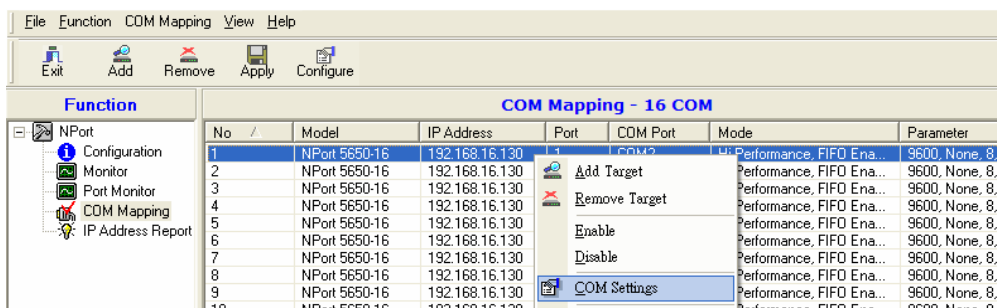 File Function COM Mapping View Help
Exit Add Remove Apply Configure
Function
COM Mapping - 16 COM
NPort
Configuration
Monitor
Port Monitor
COM Mapping
IP Address Report
No Model IP Address Port COM Port Mode Parameter
1 NPort 5650-16 192.168.16.130 1 COM2 Hi Performance, FIFO Ena... 9600, None, 8,
2 NPort 5650-16 192.168.16.130 Performance, FIFO Ena... 9600, None, 8,
3 NPort 5650-16 192.168.16.130 Performance, FIFO Ena... 9600, None, 8,
4 NPort 5650-16 192.168.16.130 Performance, FIFO Ena... 9600, None, 8,
5 NPort 5650-16 192.168.16.130 Performance, FIFO Ena... 9600, None, 8,
6 NPort 5650-16 192.168.16.130 Performance, FIFO Ena... 9600, None, 8,
7 NPort 5650-16 192.168.16.130 Performance, FIFO Ena... 9600, None, 8,
8 NPort 5650-16 192.168.16.130 Performance, FIFO Ena... 9600, None, 8,
9 NPort 5650-16 192.168.16.130 Performance, FIFO Ena... 9600, None, 8,
Add Target
Remove Target
Enable
Disable
COM Settings